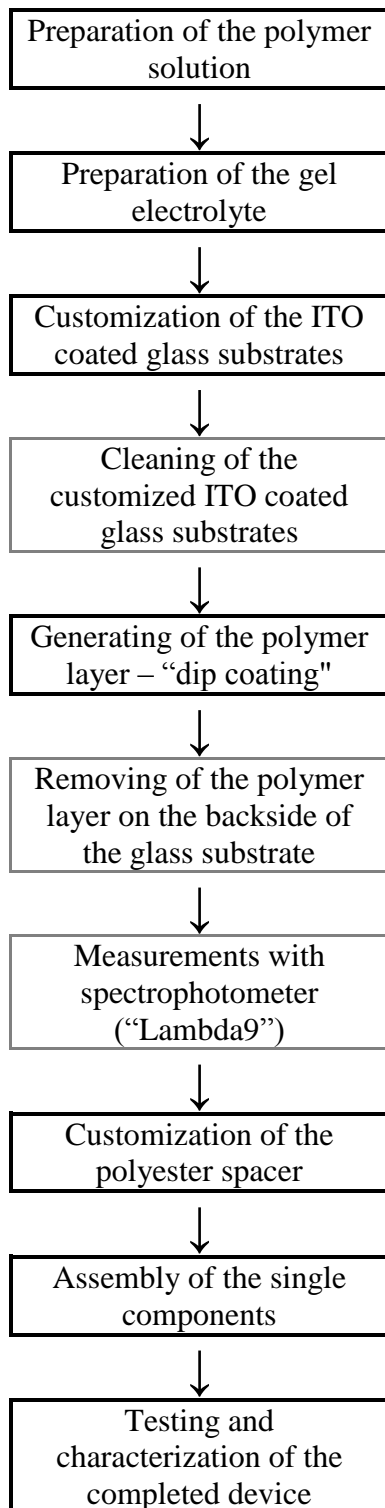 Preparation of the polymer
solution
Preparation of the gel
electrolyte
Customization of the ITO
coated glass substrates
Cleaning of the
customized ITO coated
glass substrates
Generating of the polymer
layer – “dip coating"
Removing of the polymer
layer on the backside of
the glass substrate
Measurements with
spectrophotometer
(“Lambda9”)
Customization of the
polyester spacer
Assembly of the single
components
Testing and
characterization of the
completed device